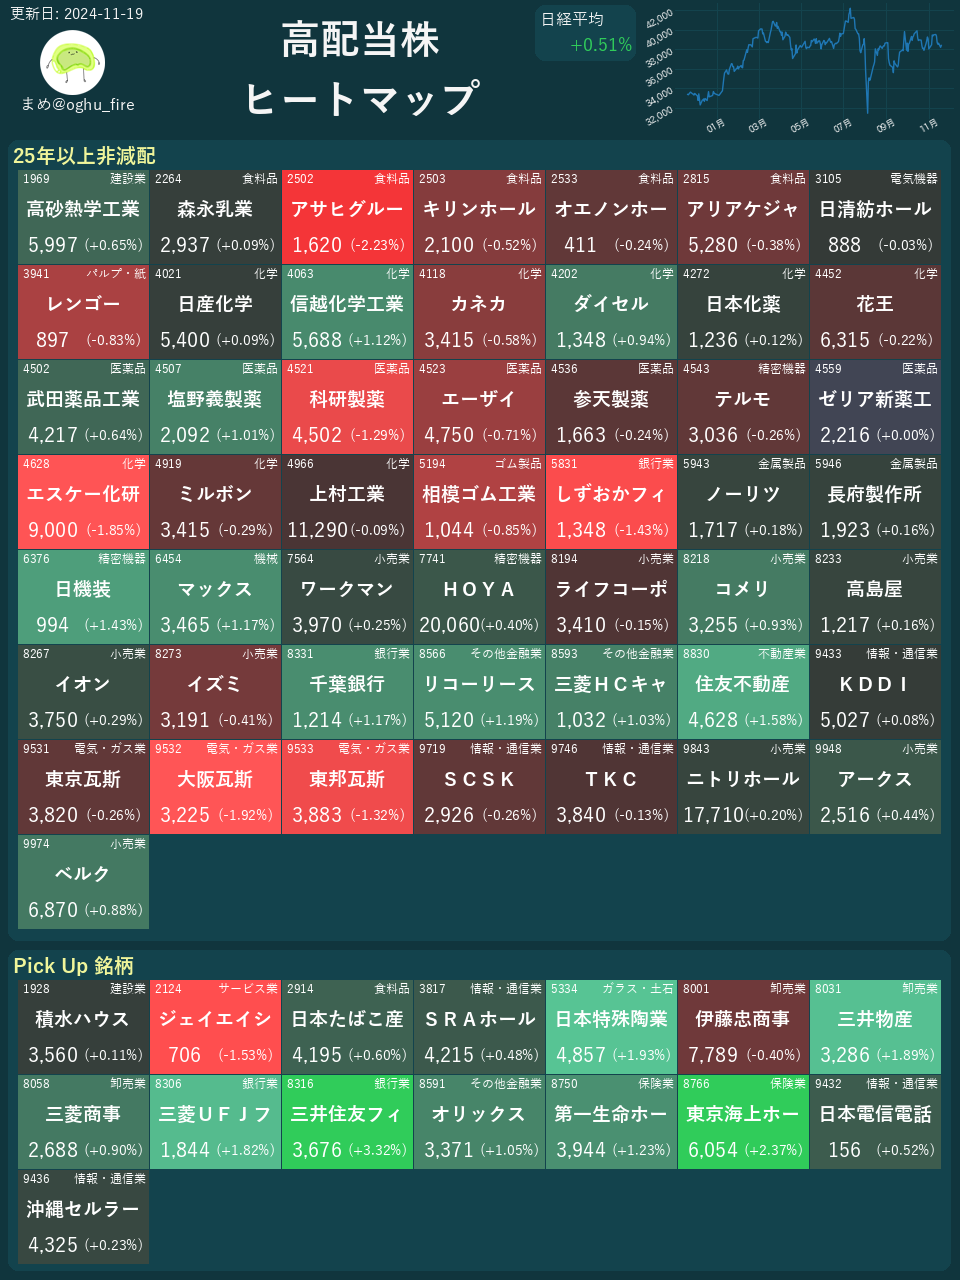 更新日: 2024-11-19
まめ@oghu_fire
高配当株
ヒートマップ
日経平均
+0.51%
42,000
40,000
38,000
36,000
34,000
32,000
01月 03月 05月 07月 09月 11月
25年以上非減配
1969 建設業 2264 食料品 2502 食料品 2503 食料品 2533 食料品 2815 食料品 3105 電気機器
高砂熱学工業 森永乳業 アサヒグルー キリンホール オエノンホー アリアケジャ 日清紡ホール
5,997 (+0.65%) 2,937 (+0.09%) 1,620 (-2.23%) 2,100 (-0.52%) 411 (-0.24%) 5,280 (-0.38%) 888 (-0.03%)
3941 パルプ・紙 4021 化学 4063 化学 4118 化学 4202 化学 4272 化学 4452 化学
レンゴー 日産化学 信越化学工業 カネカ ダイセル 日本化薬 花王
897 (-0.83%) 5,400 (+0.09%) 5,688 (+1.12%) 3,415 (-0.58%) 1,348 (+0.94%) 1,236 (+0.12%) 6,315 (-0.22%)
4502 医薬品 4507 医薬品 4521 医薬品 4523 医薬品 4536 医薬品 4543 精密機器 4559 医薬品
武田薬品工業 塩野義製薬 科研製薬 エーザイ 参天製薬 テルモ ゼリア新薬工
4,217 (+0.64%) 2,092 (+1.01%) 4,502 (-1.29%) 4,750 (-0.71%) 1,663 (-0.24%) 3,036 (-0.26%) 2,216 (+0.00%)
4628 化学 4919 化学 4966 化学 5194 ゴム製品 5831 銀行業 5943 金属製品 5946 金属製品
エスケー化研 ミルボン 上村工業 相模ゴム工業 しずおかフィ ノーリツ 長府製作所
9,000 (-1.85%) 3,415 (-0.29%) 11,290 (-0.09%) 1,044 (-0.85%) 1,348 (-1.43%) 1,717 (+0.18%) 1,923 (+0.16%)
6376 精密機器 6454 機械 7564 小売業 7741 精密機器 8194 小売業 8218 小売業 8233 小売業
日機装 マックス ワークマン ＨＯＹＡ ライフコーポ コメリ 高島屋
994 (+1.43%) 3,465 (+1.17%) 3,970 (+0.25%) 20,060 (+0.40%) 3,410 (-0.15%) 3,255 (+0.93%) 1,217 (+0.16%)
8267 小売業 8273 小売業 8331 銀行業 8566 その他金融業 8593 その他金融業 8830 不動産業 9433 情報・通信業
イオン イズミ 千葉銀行 リコーリース 三菱ＨＣキャ 住友不動産 ＫＤＤＩ
3,750 (+0.29%) 3,191 (-0.41%) 1,214 (+1.17%) 5,120 (+1.19%) 1,032 (+1.03%) 4,628 (+1.58%) 5,027 (+0.08%)
9531 電気・ガス業 9532 電気・ガス業 9533 電気・ガス業 9719 情報・通信業 9746 情報・通信業 9843 小売業 9948 小売業
東京瓦斯 大阪瓦斯 東邦瓦斯 ＳＣＳＫ ＴＫＣ ニトリホール アークス
3,820 (-0.26%) 3,225 (-1.92%) 3,883 (-1.32%) 2,926 (-0.26%) 3,840 (-0.13%) 17,710 (+0.20%) 2,516 (+0.44%)
9974 小売業
ベルク
6,870 (+0.88%)
Pick Up 銘柄
1928 建設業 2124 サービス業 2914 食料品 3817 情報・通信業 5334 ガラス・土石 8001 卸売業 8031 卸売業
積水ハウス ジェイエイシ 日本たばこ産 ＳＲＡホール 日本特殊陶業 伊藤忠商事 三井物産
3,560 (+0.11%) 706 (-1.53%) 4,195 (+0.60%) 4,215 (+0.48%) 4,857 (+1.93%) 7,789 (-0.40%) 3,286 (+1.89%)
8058 卸売業 8306 銀行業 8316 銀行業 8591 その他金融業 8750 保険業 8766 保険業 9432 情報・通信業
三菱商事 三菱ＵＦＪフ 三井住友フィ オリックス 第一生命ホー 東京海上ホー 日本電信電話
2,688 (+0.90%) 1,844 (+1.82%) 3,676 (+3.32%) 3,371 (+1.05%) 3,944 (+1.23%) 6,054 (+2.37%) 156 (+0.52%)
9436 情報・通信業
沖縄セルラー
4,325 (+0.23%)